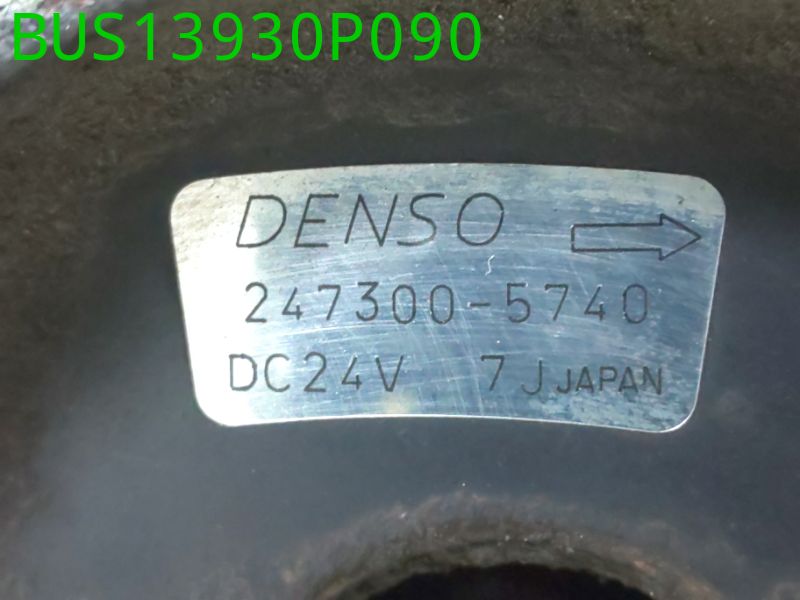 BUS13930P090
DENSO
247300-5740
DC24V 7J JAPAN